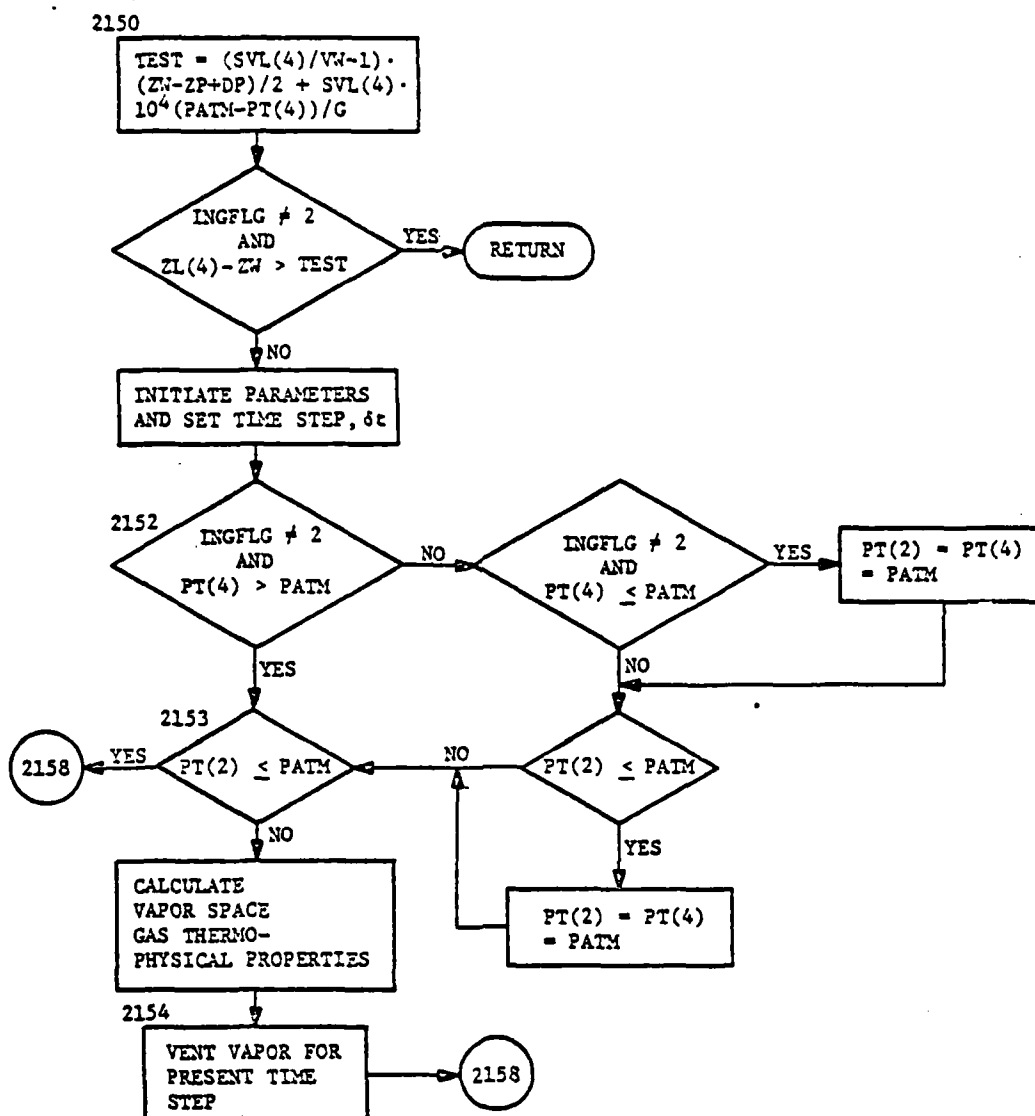 2150
TEST = (SVL(4)/VW-1)·
(ZW-ZP+DP)/2 + SVL(4)·
10⁴(PATM-PT(4))/G
INGFLG ≠ 2
AND
ZL(4)-ZW > TEST
YES
RETURN
NO
INITIATE PARAMETERS
AND SET TIME STEP, δt
2152
INGFLG ≠ 2
AND
PT(4) > PATM
NO
INGFLG ≠ 2
AND
PT(4) ≤ PATM
YES
PT(2) = PT(4)
= PATM
YES
NO
2153
2158
YES
PT(2) ≤ PATM
NO
PT(2) ≤ PATM
NO
YES
CALCULATE
VAPOR SPACE
GAS THERMO-
PHYSICAL PROPERTIES
PT(2) = PT(4)
= PATM
2154
VENT VAPOR FOR
PRESENT TIME
STEP
2158